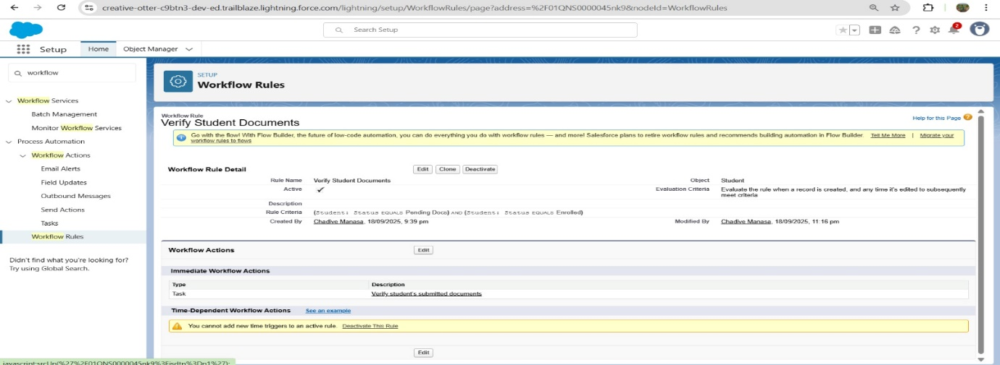 creative-otter-c9btn3-dev-ed.trailblaze.lightning.force.com/lightning/setup/WorkflowRules/page?address=%2F01QNS0000045nk9&nodeId=WorkflowRules
Search Setup
2
Setup
Home
Object Manager
workflow
SETUP
Workflow Rules
Workflow Services
Batch Management
Monitor Workflow Services
Process Automation
Workflow Actions
Email Alerts
Field Updates
Outbound Messages
Send Actions
Tasks
Workflow Rules
Didn't find what you're looking for?
Try using Global Search.
Workflow Rule
Verify Student Documents
Help for this Page
Go with the flow! With Flow Builder, the future of low-code automation, you can do everything you do with workflow rules — and more! Salesforce plans to retire workflow rules and recommends building automation in Flow Builder. Tell Me More | Migrate your
workflow rules to flows
Workflow Rule Detail Edit Clone Deactivate
Rule Name Verify Student Documents Object Student
Active ✓ Evaluation Criteria Evaluate the rule when a record is created, and any time it's edited to subsequently
meet criteria
Description
Rule Criteria (Student: Status EQUALS Pending Docs) AND (Student: Status EQUALS Enrolled)
Created By Chadive Manasa, 18/09/2025, 9:39 pm Modified By Chadive Manasa, 18/09/2025, 11:16 pm
Workflow Actions Edit
Immediate Workflow Actions
Type Description
Task Verify student's submitted documents
Time-Dependent Workflow Actions See an example
You cannot add new time triggers to an active rule. Deactivate This Rule
Edit